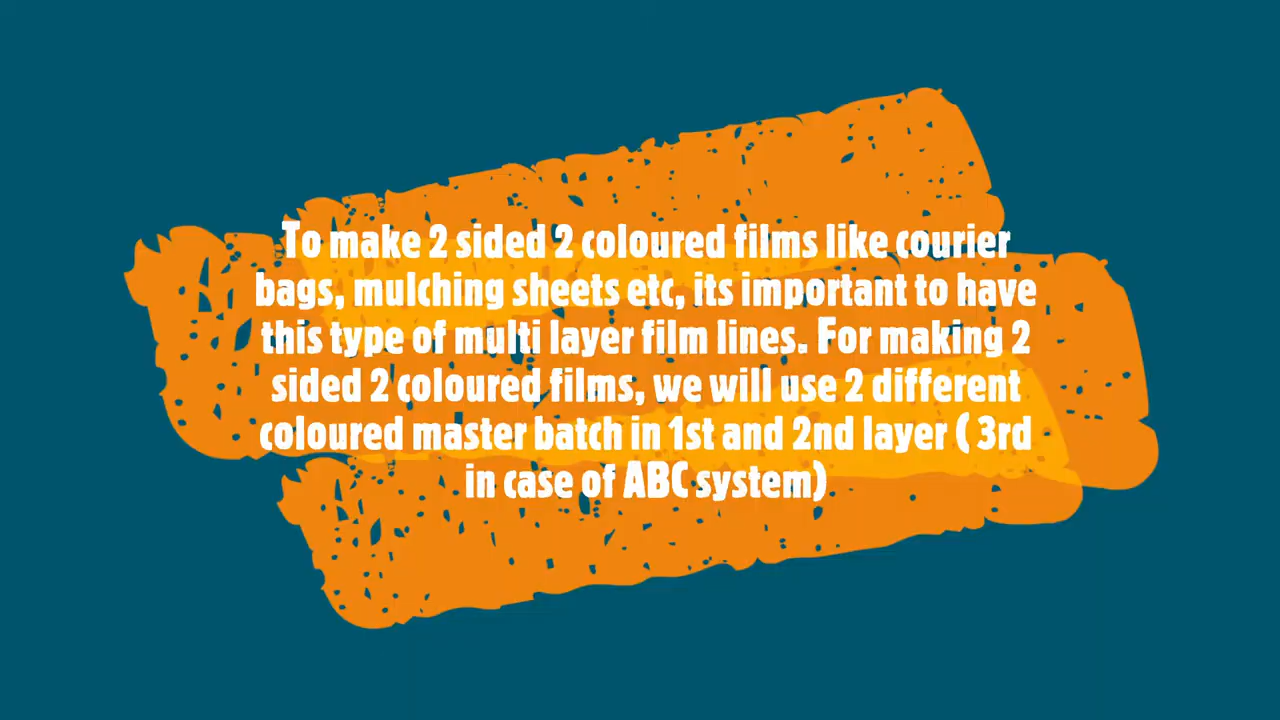 To make 2 sided 2 coloured films like courier
bags, mulching sheets etc, its important to have
this type of multi layer film lines. For making 2
sided 2 coloured films, we will use 2 different
coloured master batch in 1st and 2nd layer ( 3rd
in case of ABC system)